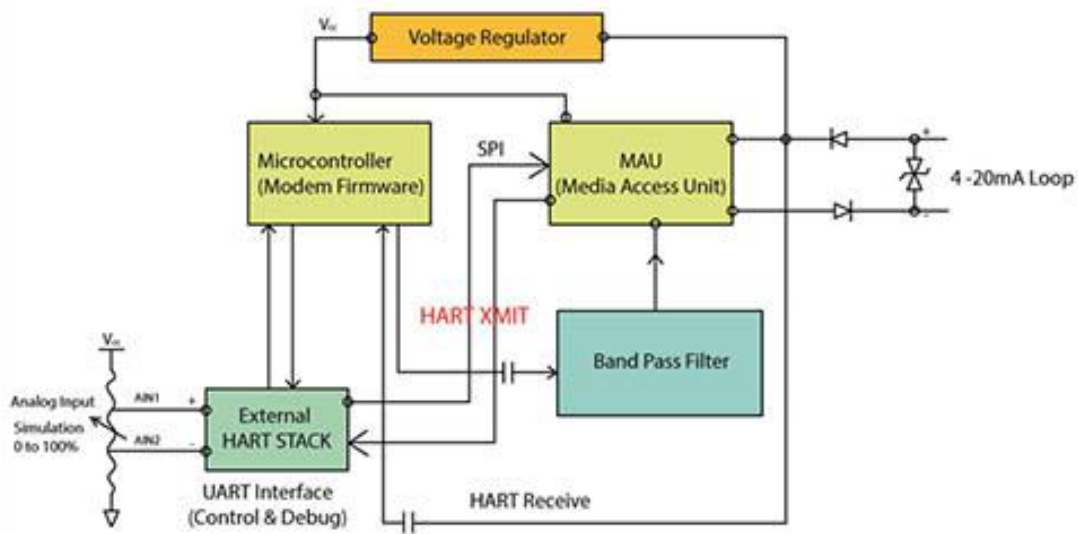 Vcc
Voltage Regulator
Microcontroller
(Modem Firmware)
SPI
MAU
(Media Access Unit)
+
4 -20mA Loop
-
HART XMIT
Band Pass Filter
Vcc
Analog Input
Simulation
0 to 100%
AIN1
+
AIN2
-
External
HART STACK
UART Interface
(Control & Debug)
HART Receive